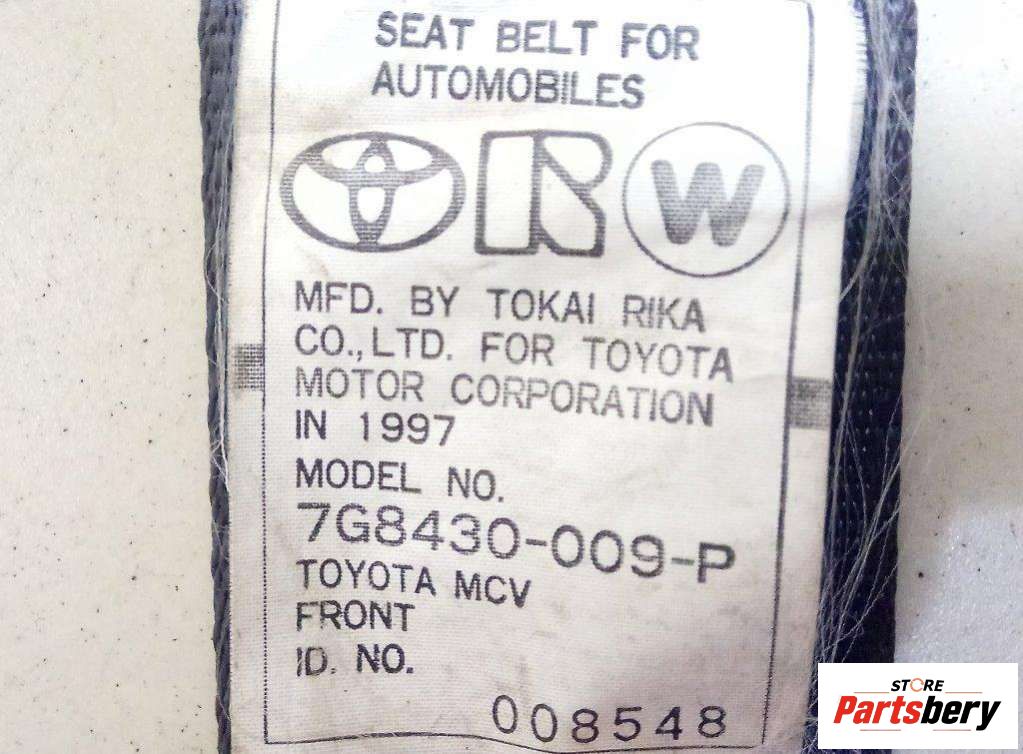 SEAT BELT FOR
AUTOMOBILES
R W
MFD. BY TOKAI RIKA
CO., LTD. FOR TOYOTA
MOTOR CORPORATION
IN 1997
MODEL NO.
7G8430-009-P
TOYOTA MCV
FRONT
ID. NO.
008548
STORE
Partsbery